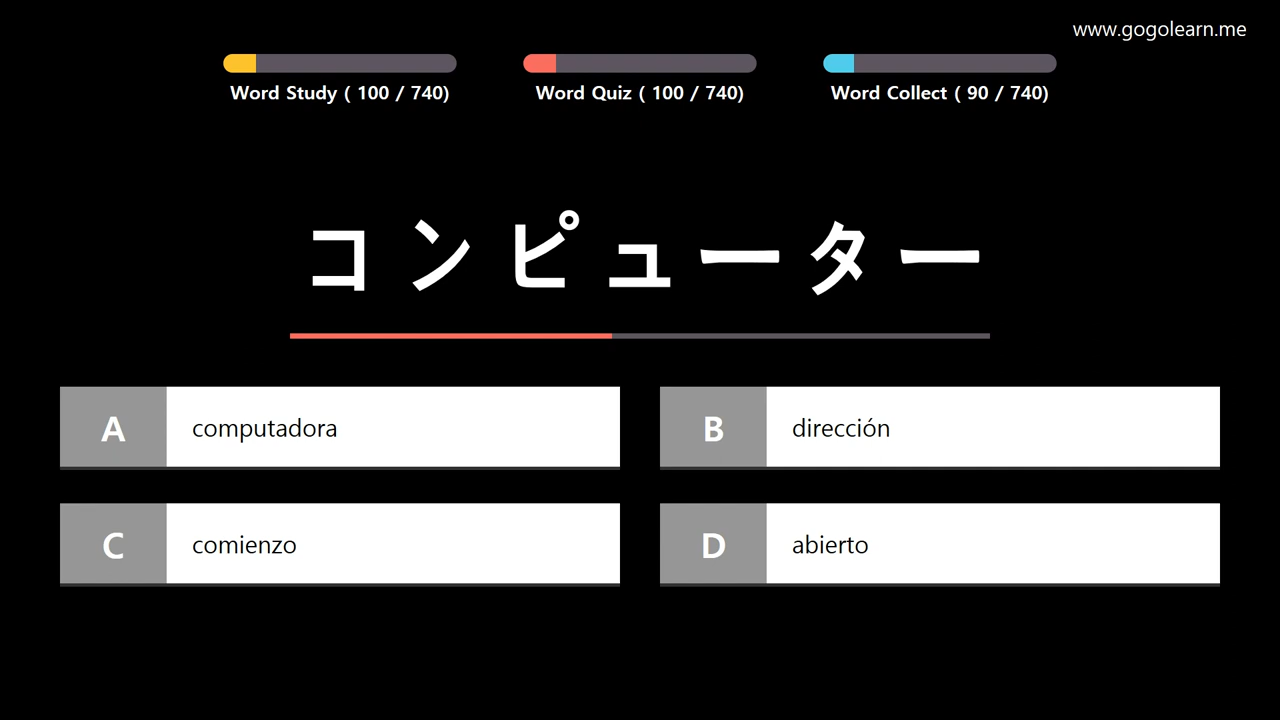 www.gogolearn.me
Word Study ( 100 / 740)
Word Quiz ( 100 / 740)
Word Collect ( 90 / 740)
コンピューター
A computadora
B dirección
C comienzo
D abierto